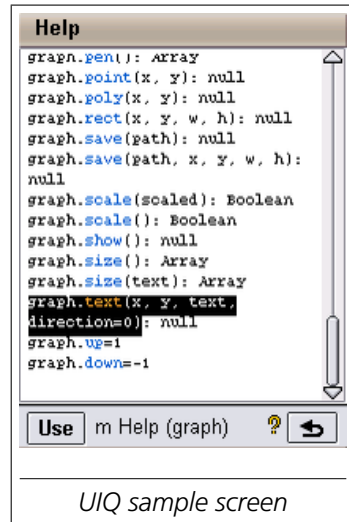 Help
graph.pen(): Array
graph.point(x, y): null
graph.poly(x, y): null
graph.rect(x, y, w, h): null
graph.save(path): null
graph.save(path, x, y, w, h):
null
graph.scale(scaled): Boolean
graph.scale(): Boolean
graph.show(): null
graph.size(): Array
graph.size(text): Array
graph.text(x, y, text,
direction=0): null
graph.up=1
graph.down=-1
Use m Help (graph) ?
UIQ sample screen